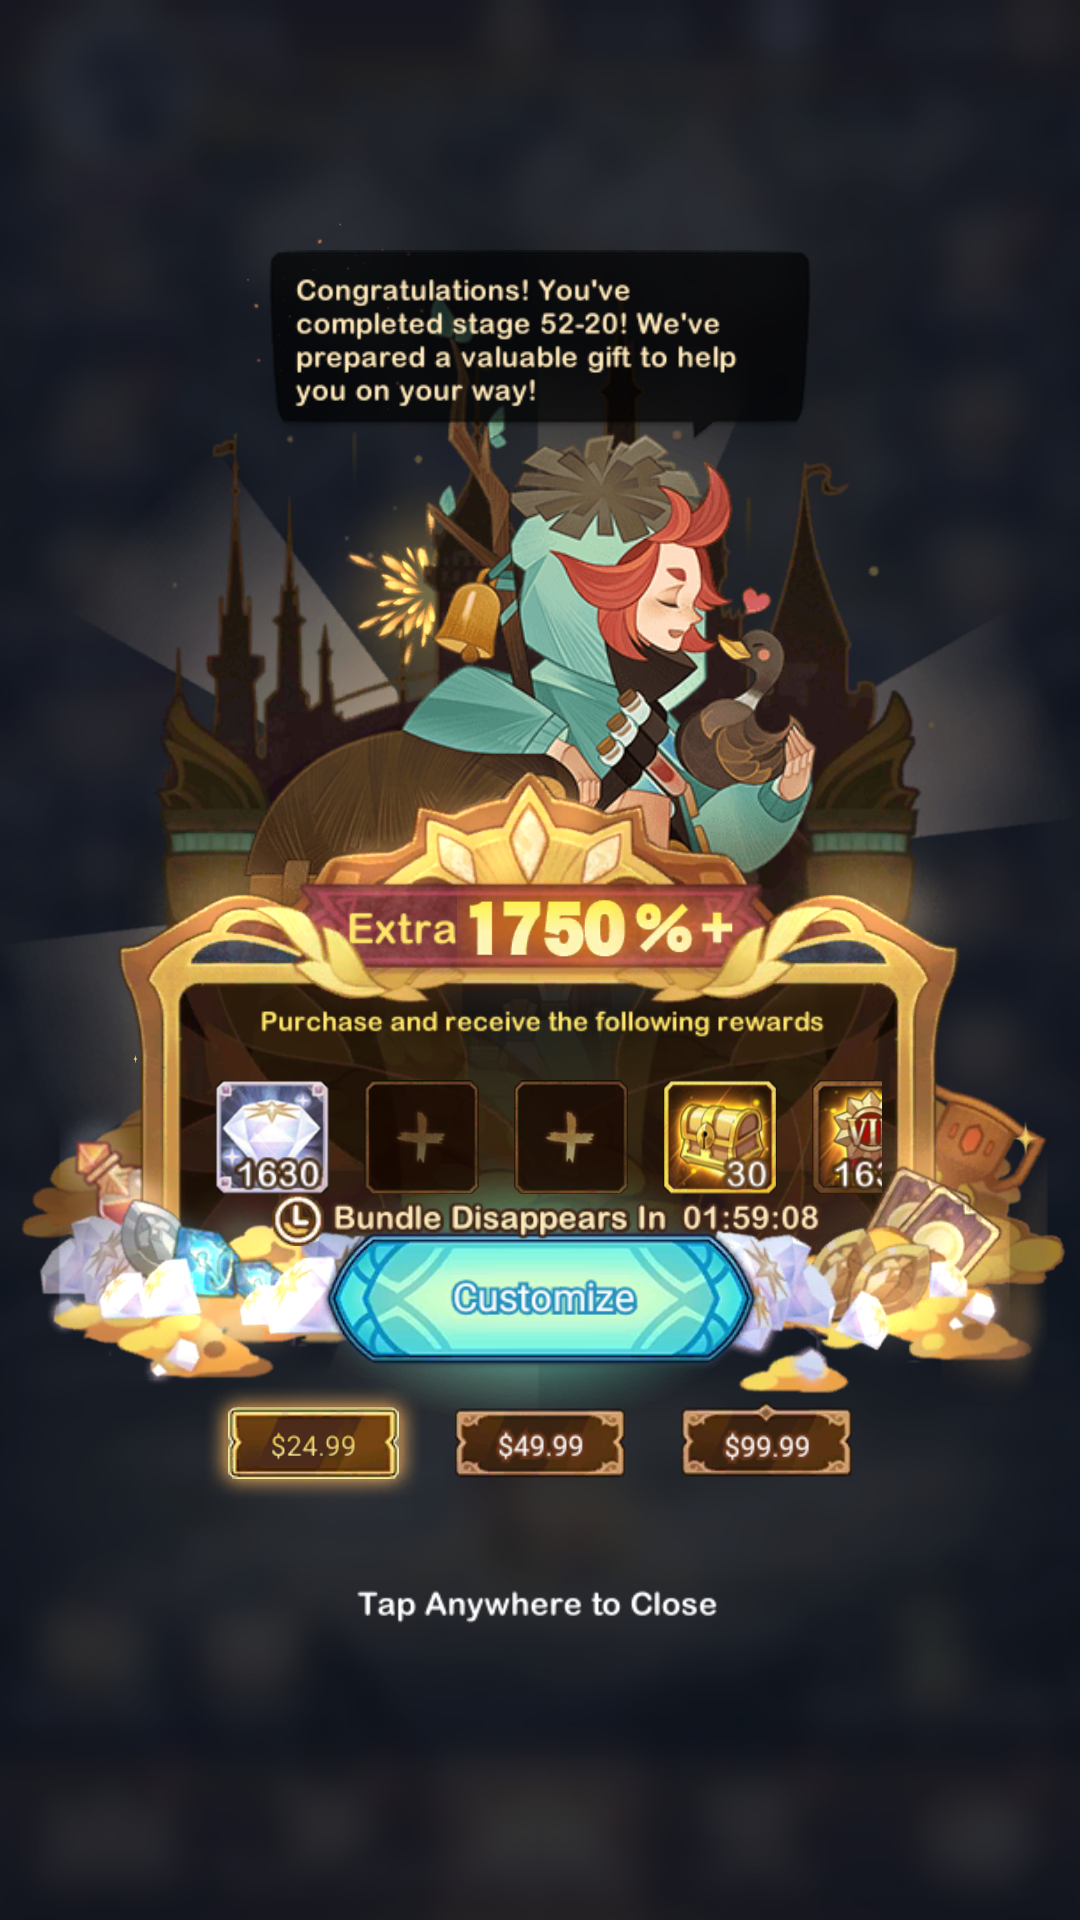 Congratulations! You've
completed stage 52-20! We've
prepared a valuable gift to help
you on your way!
Extra 1750%+
Purchase and receive the following rewards
1630
30
VII
Bundle Disappears In 01:59:08
Customize
$24.99
$49.99
$99.99
Tap Anywhere to Close